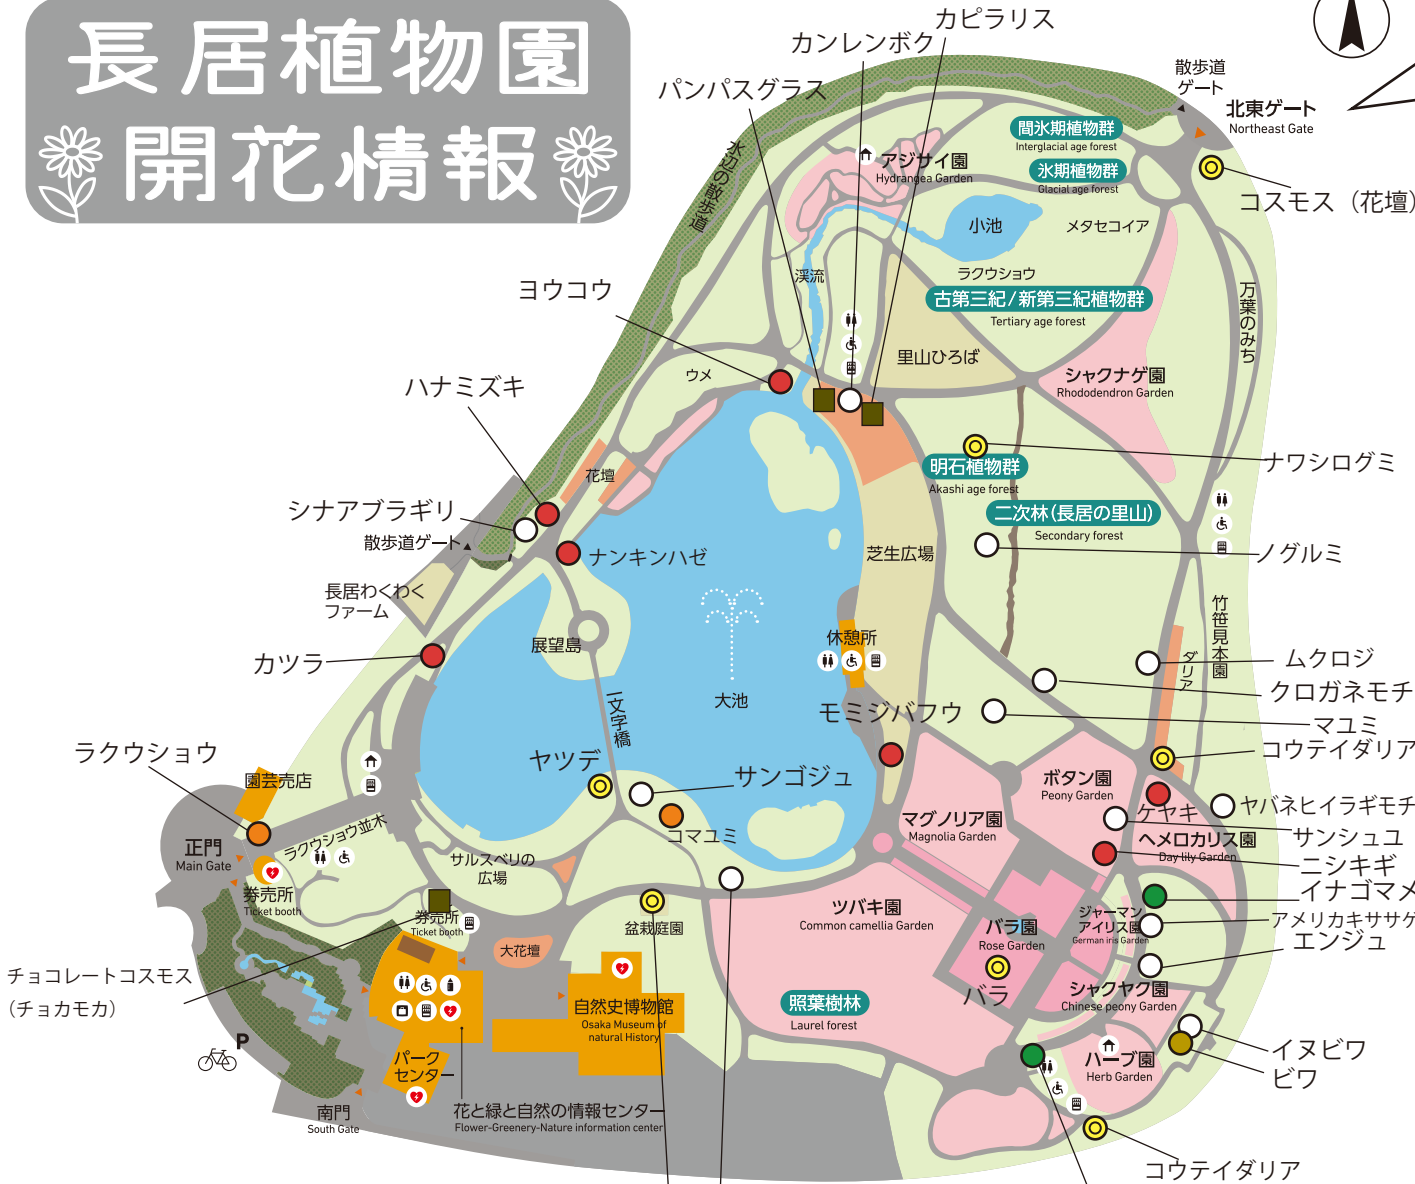 長居植物園
開花情報
カピラリス
カンレンボク
パンパスグラス
散歩道
ゲート
北東ゲート
Northeast Gate
コスモス（花壇）
間氷期植物群
Interglacial age forest
氷期植物群
Glacial age forest
アジサイ園
Hydrangea Garden
水辺の散歩道
小池
メタセコイア
渓流
ラクウショウ
古第三紀/新第三紀植物群
Tertiary age forest
万葉のみち
ヨウコウ
里山ひろば
ウメ
シャクナゲ園
Rhododendron Garden
ハナミズキ
ナワシログミ
明石植物群
Akashi age forest
花壇
シナアブラギリ
散歩道ゲート
二次林(長居の里山)
Secondary forest
ナンキンハゼ
芝生広場
ノグルミ
長居わくわく
ファーム
竹笹見本園
展望島
休憩所
カツラ
ダリア
ムクロジ
クロガネモチ
大池
一文字橋
モミジバフウ
マユミ
コウテイダリア
ラクウショウ
ヤツデ
サンゴジュ
園芸売店
ボタン園
Peony Garden
ケヤキ
ヤバネヒイラギモチ
コマユミ
マグノリア園
Magnolia Garden
サンシュユ
ヘメロカリス園
Day lily Garden
ニシキギ
正門
Main Gate
ラクウショウ並木
サルスベリの
広場
券売所
Ticket booth
イナゴマメ
券売所
Ticket booth
盆栽庭園
ツバキ園
Common camellia Garden
ジャーマン
アイリス園
German iris Garden
アメリカキササゲ
エンジュ
バラ園
Rose Garden
大花壇
チョコレートコスモス
(チョカモカ)
バラ
シャクヤク園
Chinese peony Garden
自然史博物館
Osaka Museum of
natural History
照葉樹林
Laurel forest
P
パーク
センター
ハーブ園
Herb Garden
イヌビワ
ビワ
南門
South Gate
花と緑と自然の情報センター
Flower-Greenery-Nature information center
コウテイダリア